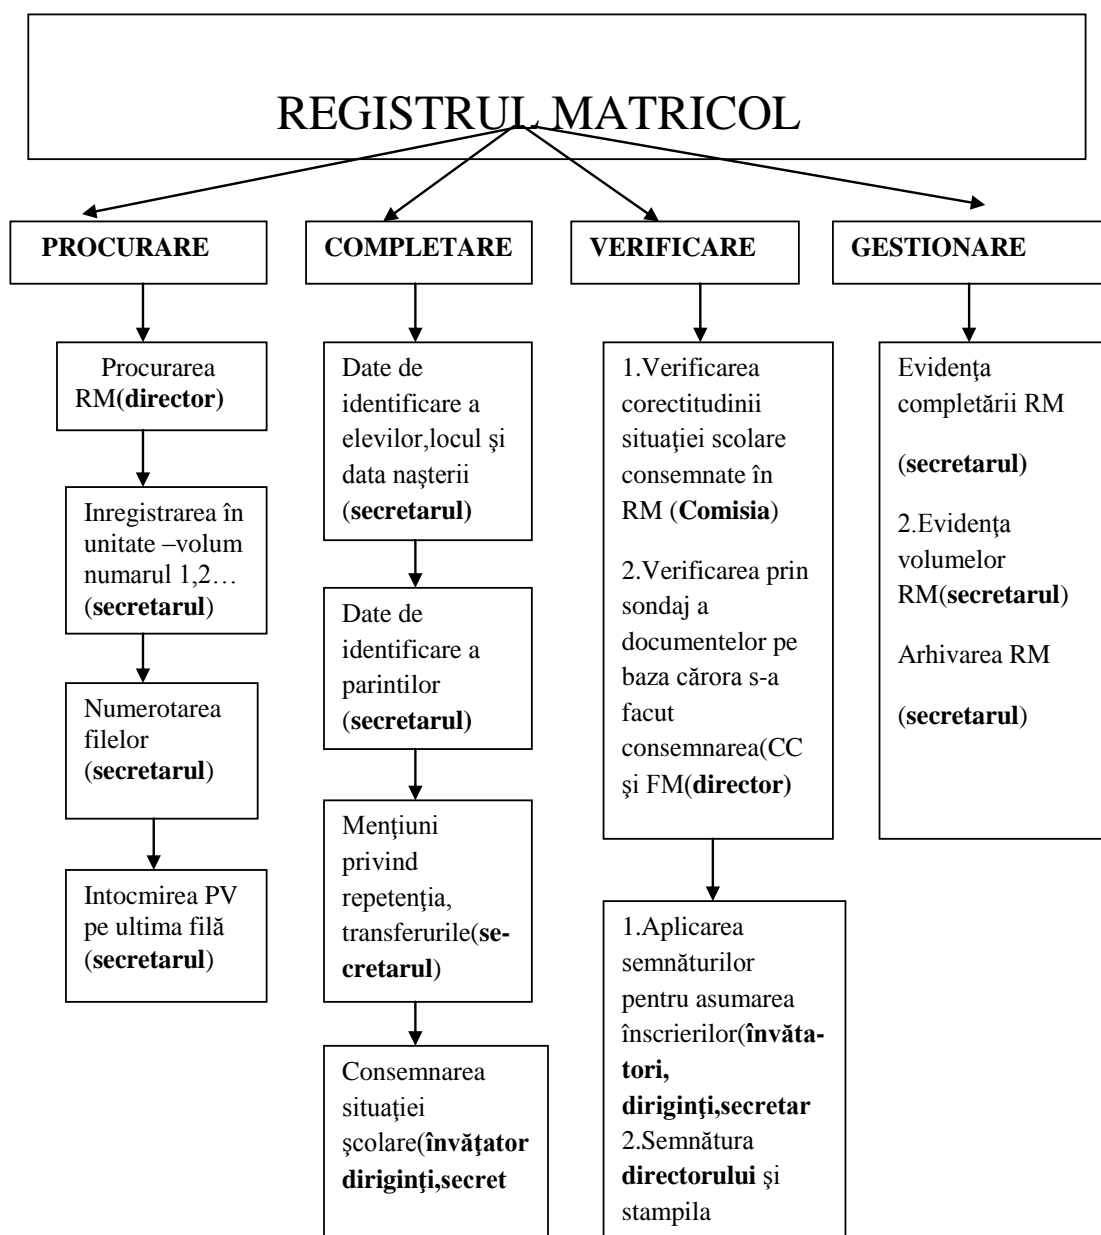 REGISTRUL MATRICOL
PROCURARE
Procurarea
RM(director)
Inregistrarea în
unitate –volum
numarul 1,2…
(secretarul)
Numerotarea
filelor
(secretarul)
Intocmirea PV
pe ultima filă
(secretarul)
COMPLETARE
Date de
identificare a
elevilor,locul şi
data naşterii
(secretarul)
Date de
identificare a
parintilor
(secretarul)
Menţiuni
privind
repetenţia,
transferurile(se-
cretarul)
Consemnarea
situaţiei
şcolare(învăţator
diriginţi,secret
VERIFICARE
1.Verificarea
corectitudinii
situaţiei scolare
consemnate în
RM (Comisia)
2.Verificarea prin
sondaj a
documentelor pe
baza cărora s-a
facut
consemnarea(CC
şi FM(director)
1.Aplicarea
semnăturilor
pentru asumarea
înscrierilor(învăta-
tori,
diriginţi,secretar
2.Semnătura
directorului şi
stampila
GESTIONARE
Evidenţa
completării RM
(secretarul)
2.Evidenţa
volumelor
RM(secretarul)
Arhivarea RM
(secretarul)